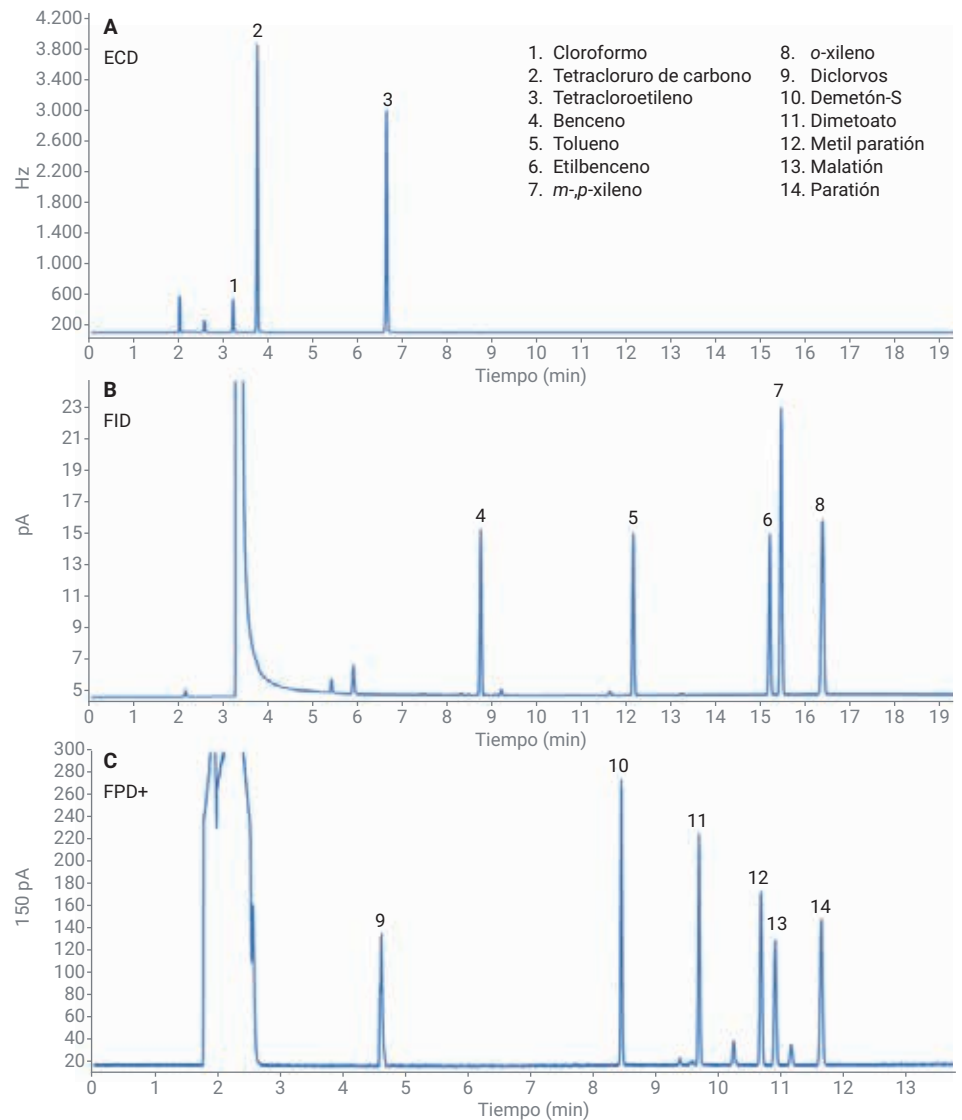 A
ECD
4.200
3.800
3.400
3.000
2.600
2.200
1.800
1.400
1.000
600
200
Hz
1
2
3
1. Cloroformo
2. Tetracloruro de carbono
3. Tetracloroetileno
4. Benceno
5. Tolueno
6. Etilbenceno
7. m-,p-xileno
8. o-xileno
9. Diclorvos
10. Demetón-S
11. Dimetoato
12. Metil paratión
13. Malatión
14. Paratión
0 1 2 3 4 5 6 7 8 9 10 11 12 13 14 15 16 17 18 19
Tiempo (min)
B
FID
23
21
19
17
15
13
11
9
7
5
pA
4
5
6
7
8
0 1 2 3 4 5 6 7 8 9 10 11 12 13 14 15 16 17 18 19
Tiempo (min)
C
FPD+
300
280
260
240
220
200
180
160
140
120
100
80
60
40
20
150 pA
9
10
11
12
13
14
0 1 2 3 4 5 6 7 8 9 10 11 12 13
Tiempo (min)